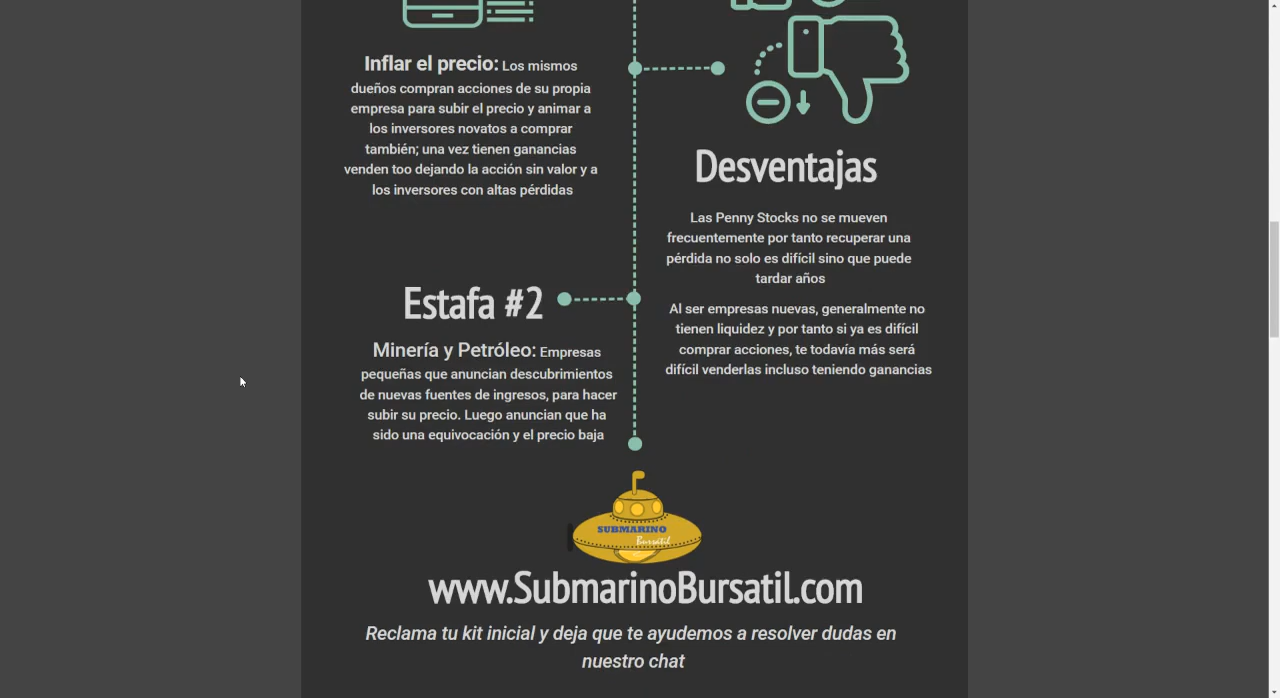 Inflar el precio: Los mismos
dueños compran acciones de su propia
empresa para subir el precio y animar a
los inversores novatos a comprar
también; una vez tienen ganancias
venden too dejando la acción sin valor y a
los inversores con altas pérdidas
Estafa #2
Minería y Petróleo: Empresas
pequeñas que anuncian descubrimientos
de nuevas fuentes de ingresos, para hacer
subir su precio. Luego anuncian que ha
sido una equivocación y el precio baja
Desventajas
Las Penny Stocks no se mueven
frecuentemente por tanto recuperar una
pérdida no solo es difícil sino que puede
tardar años
Al ser empresas nuevas, generalmente no
tienen liquidez y por tanto si ya es difícil
comprar acciones, te todavía más será
difícil venderlas incluso teniendo ganancias
SUBMARINO
Bursátil
www.SubmarinoBursatil.com
Reclama tu kit inicial y deja que te ayudemos a resolver dudas en
nuestro chat